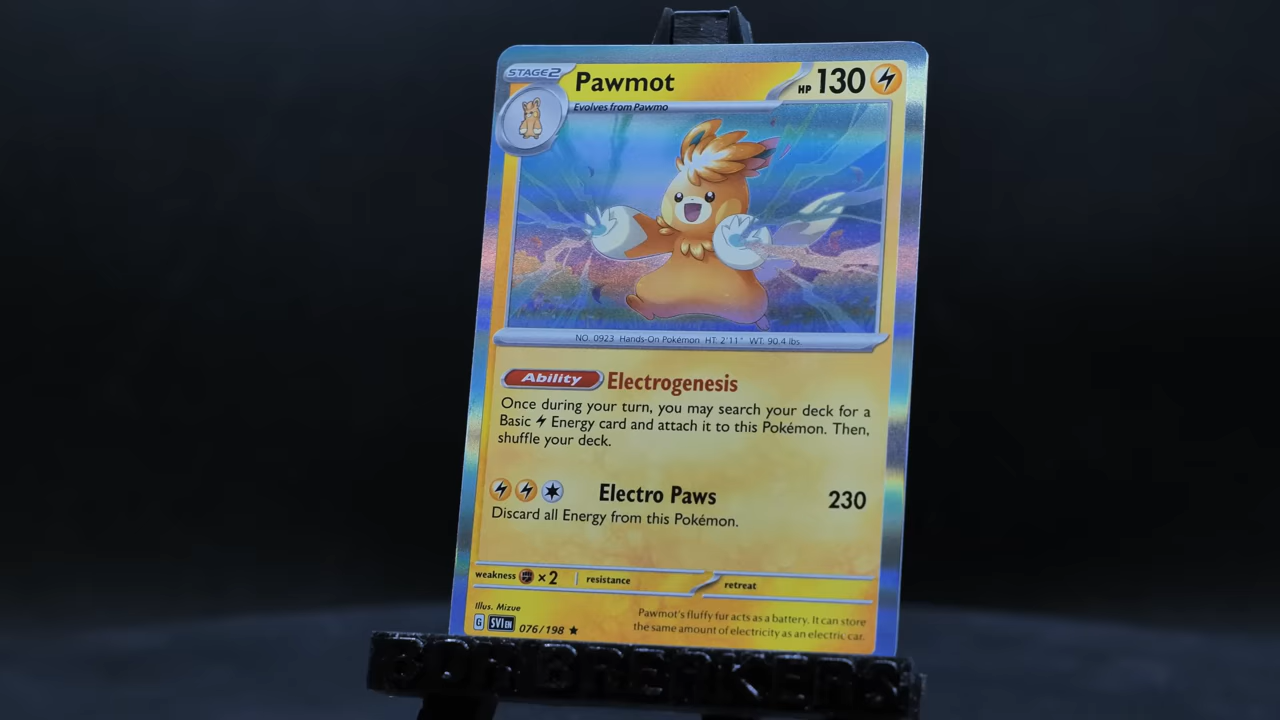 STAGE2
Pawmot
HP 130
Evolves from Pawmo
NO. 0923 Hands-On Pokémon HT: 2'11" WT: 90.4 lbs.
Ability Electrogenesis
Once during your turn, you may search your deck for a
Basic Energy card and attach it to this Pokémon. Then,
shuffle your deck.
Electro Paws 230
Discard all Energy from this Pokémon.
weakness ×2 resistance retreat
Illus. Mizue
G SVI EN 076/198
Pawmot's fluffy fur acts as a battery. It can store
the same amount of electricity as an electric car.
BREAKERS